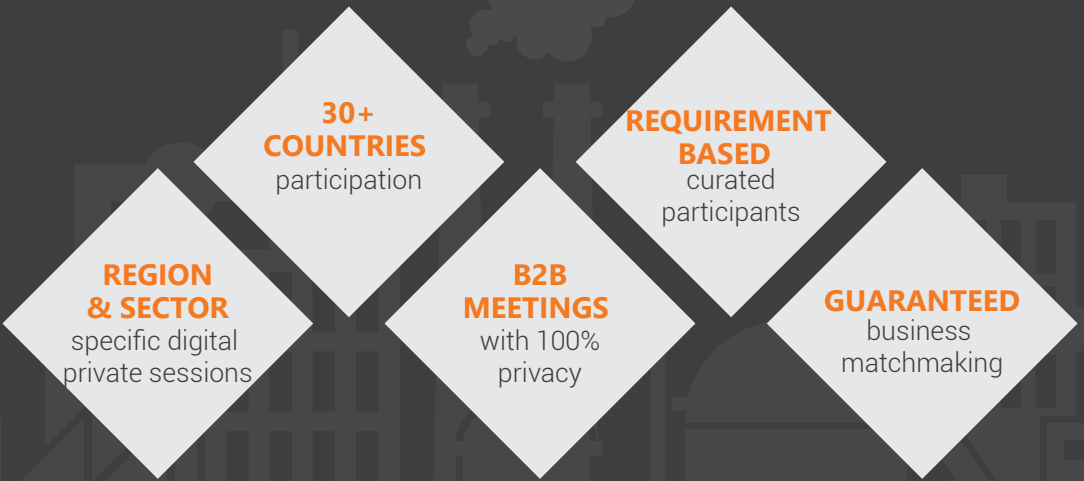 30+
COUNTRIES
participation
REQUIREMENT
BASED
curated
participants
REGION
& SECTOR
specific digital
private sessions
B2B
MEETINGS
with 100%
privacy
GUARANTEED
business
matchmaking